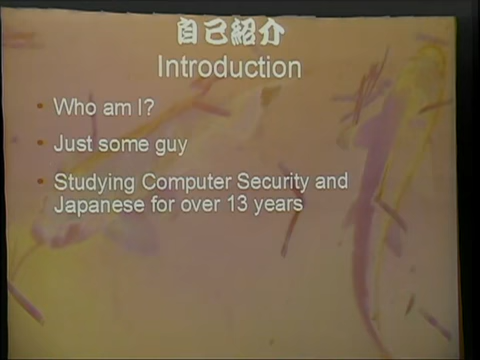 自己紹介
Introduction
Who am I?
Just some guy
Studying Computer Security and
Japanese for over 13 years